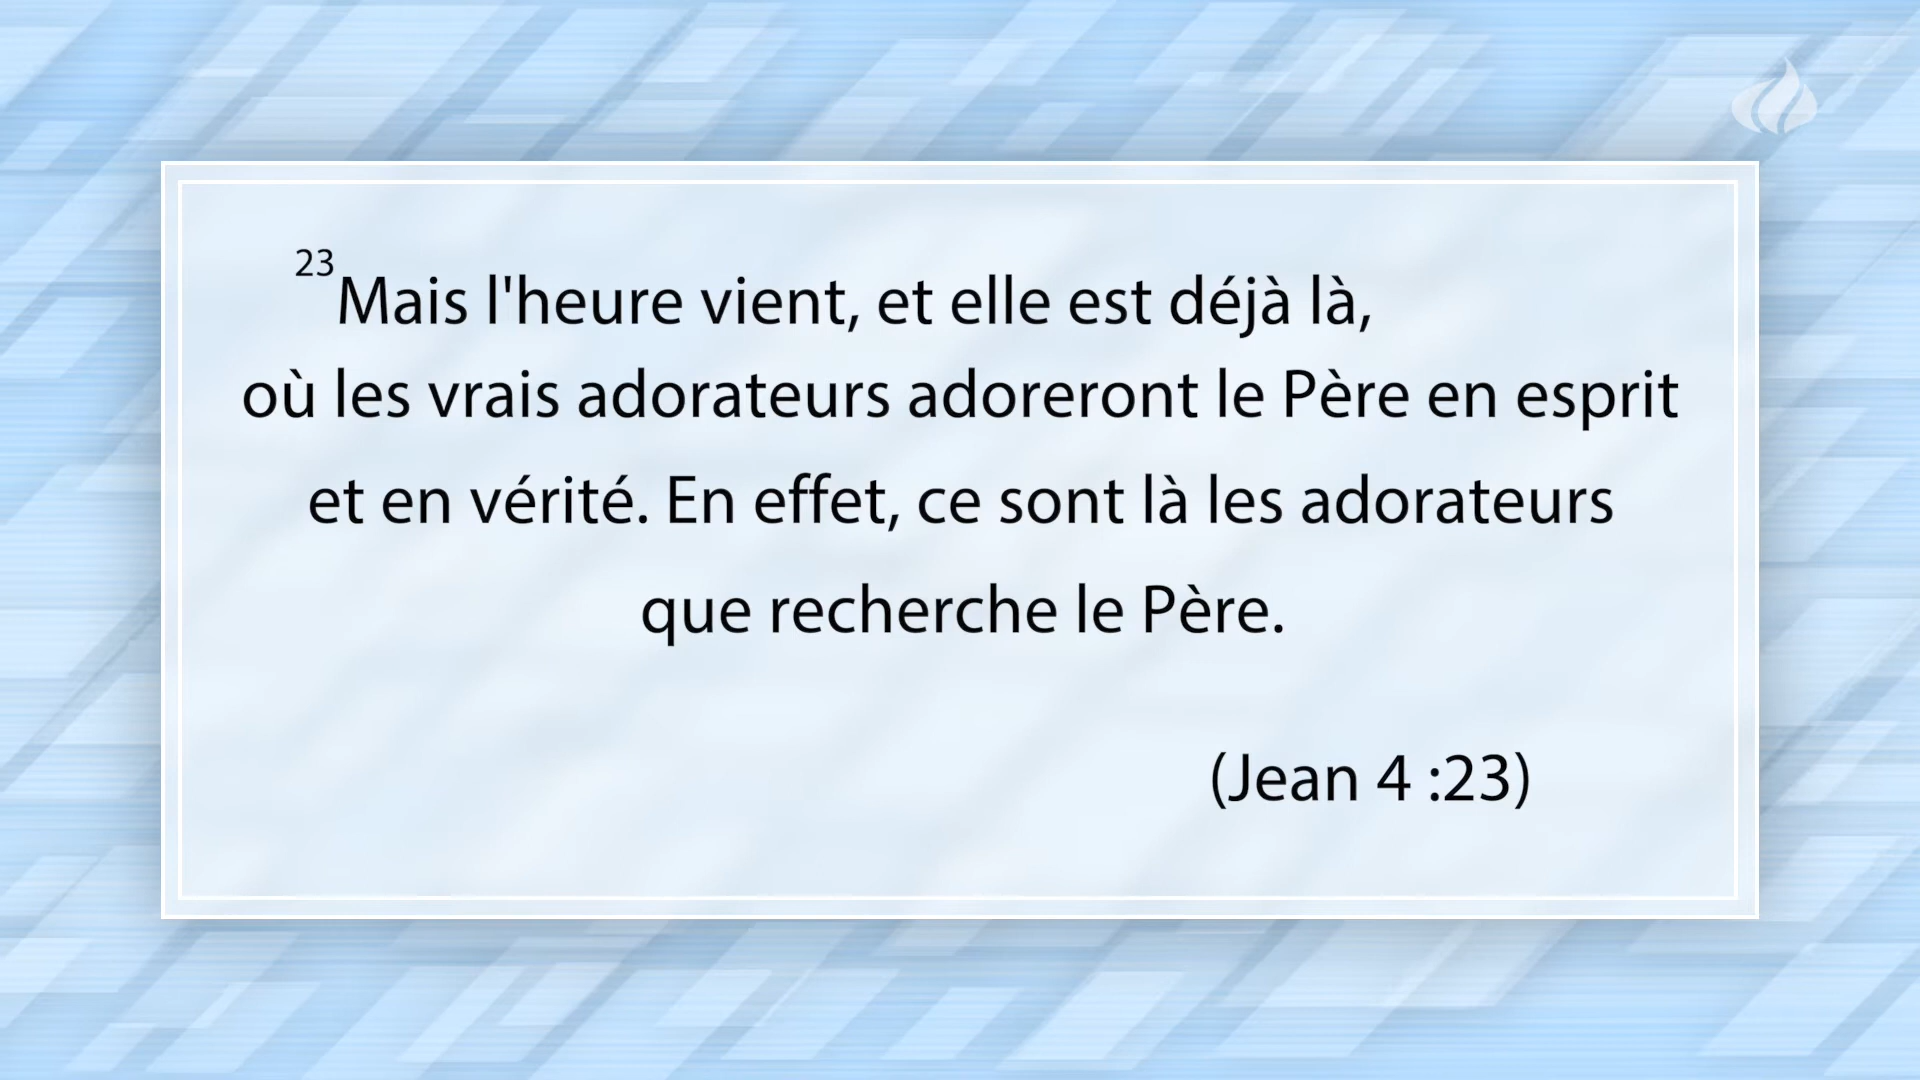 23Mais l'heure vient, et elle est déjà là,
où les vrais adorateurs adoreront le Père en esprit
et en vérité. En effet, ce sont là les adorateurs
que recherche le Père.
(Jean 4 :23)